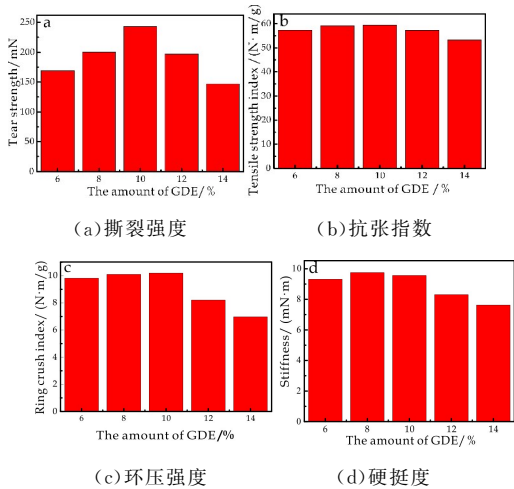 a
Tear strength/ mN
250
200
150
100
50
0
6 8 10 12 14
The amount of GDE/ %
(a)撕裂强度
b
Tensile strength index / (N· m/g)
60
50
40
30
20
10
0
6 8 10 12 14
The amount of GDE / %
(b)抗张指数
c
Ring crush index/ (N·m/g)
10
8
6
4
2
0
6 8 10 12 14
The amount of GDE/%
(c)环压强度
d
Stiffness/ (mN·m)
10
8
6
4
2
0
6 8 10 12 14
The amount of GDE/ %
(d)硬挺度